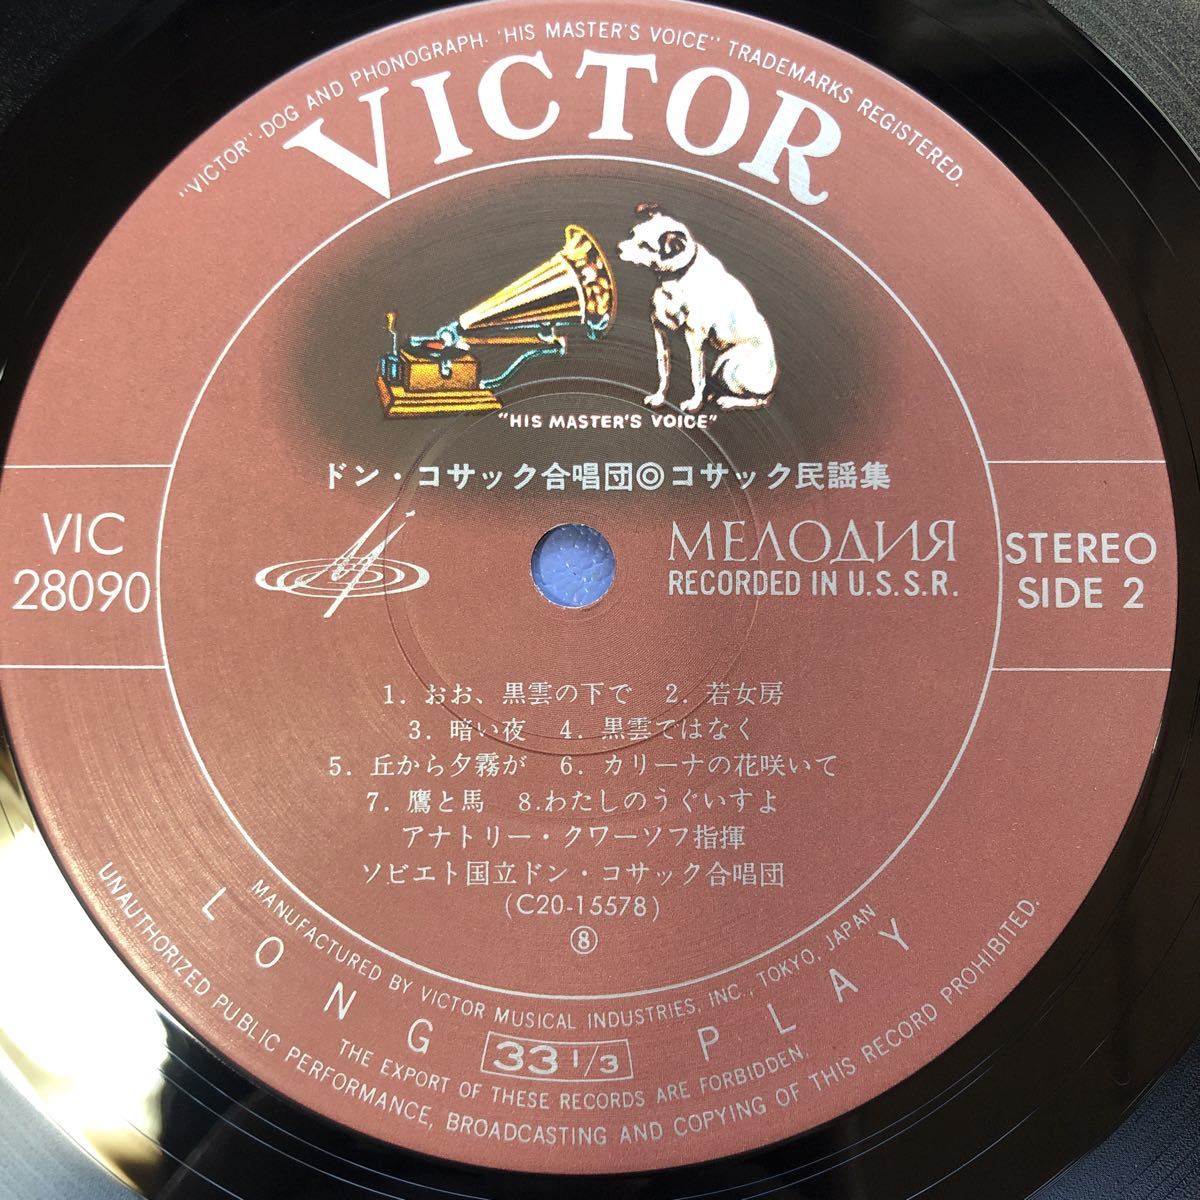 "VICTOR"-DOG AND PHONOGRAPH-"HIS MASTER'S VOICE" TRADEMARKS REGISTERED.
VICTOR
"HIS MASTER'S VOICE"
ドン・コサック合唱団◎コサック民謡集
VIC
28090
МЕЛОДИЯ
RECORDED IN U.S.S.R.
STEREO
SIDE 2
1. おお、黒雲の下で 2. 若女房
3. 暗い夜 4. 黒雲ではなく
5. 丘から夕霧が 6. カリーナの花咲いて
7. 鷹と馬 8.わたしのうぐいすよ
アナトリー・クワーソフ指揮
ソビエト国立ドン・コサック合唱団
(C20-15578)
⑧
MANUFACTURED BY VICTOR MUSICAL INDUSTRIES, INC., TOKYO, JAPAN
LONG PLAY
33 1/3
THE EXPORT OF THESE RECORDS ARE FORBIDDEN.
UNAUTHORIZED PUBLIC PERFORMANCE, BROADCASTING AND COPYING OF THIS RECORD PROHIBITED.